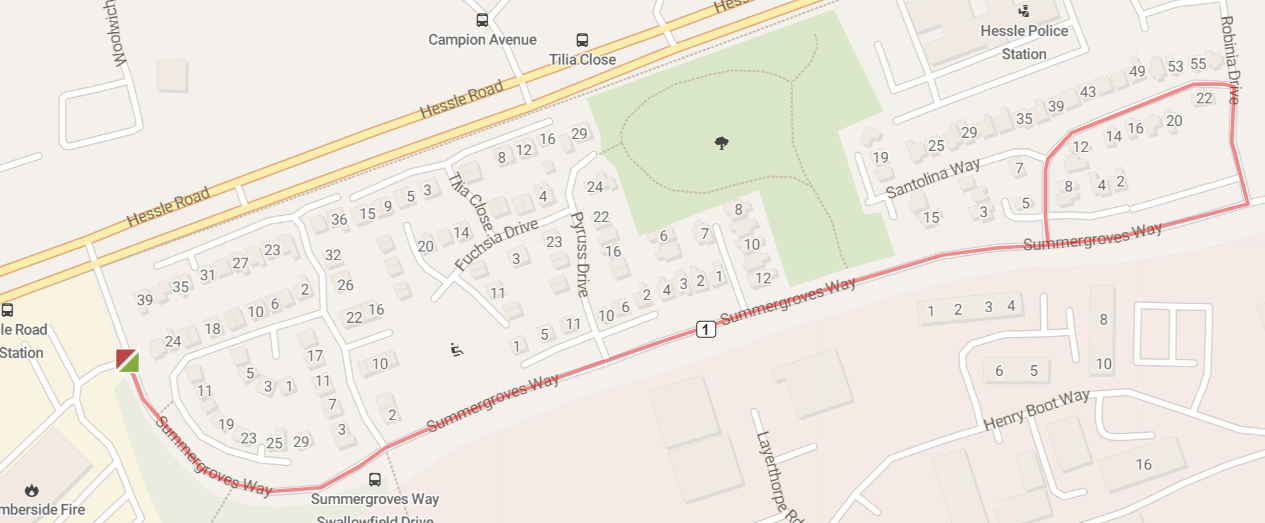 Woolwich
Campion Avenue
Tilia Close
Hessle Road
Hessle Police
Station
Robinia Drive
Hessle Road
Hessle Road
49 53 55
43
39
35
29
25
19
22
20
16
14
12
8 4 2
7
5
3
15
Santolina Way
29
16
12
8
3
5
9
15
36
Tilia Close
4
24
22
16
Fuchsia Drive
14
20
3
23
11
Pyruss Drive
8
7
6
10
12
1
2
3
4
2
6
10
11
5
1
32
26
22 16
10
2
23
27
31
35
39
2
6
10
18
24
17
11
7
3
5
3 1
11
19
23 25 29
le Road
Station
Summergroves Way
Summergroves Way
1
Summergroves Way
Summergroves Way
Summergroves Way
Swallowfield Drive
mberside Fire
1 2 3 4
8
10
6 5
Henry Boot Way
16
Layerthorpe Rd